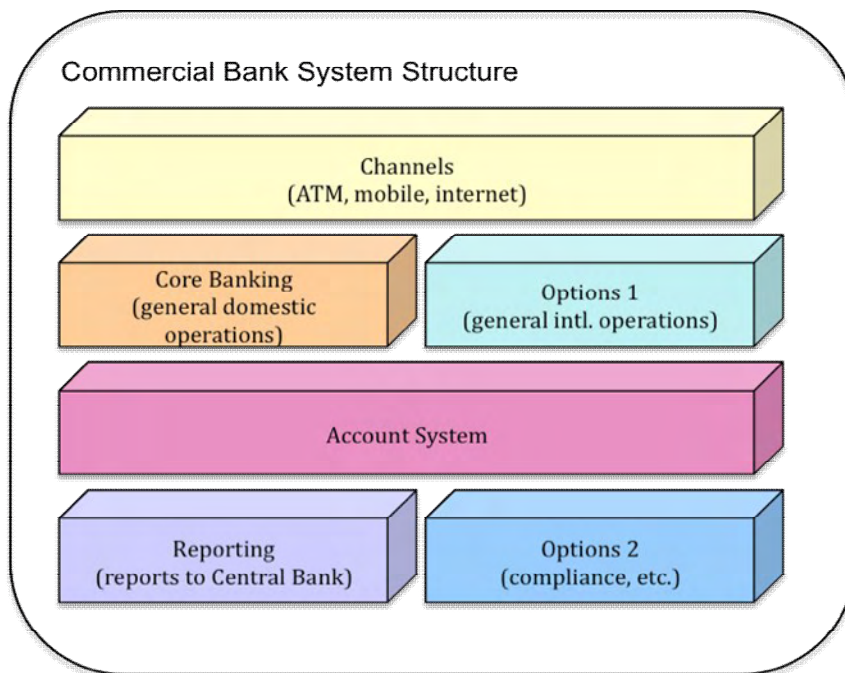 Commercial Bank System Structure
Channels
(ATM, mobile, internet)
Core Banking
(general domestic
operations)
Options 1
(general intl. operations)
Account System
Reporting
(reports to Central Bank)
Options 2
(compliance, etc.)